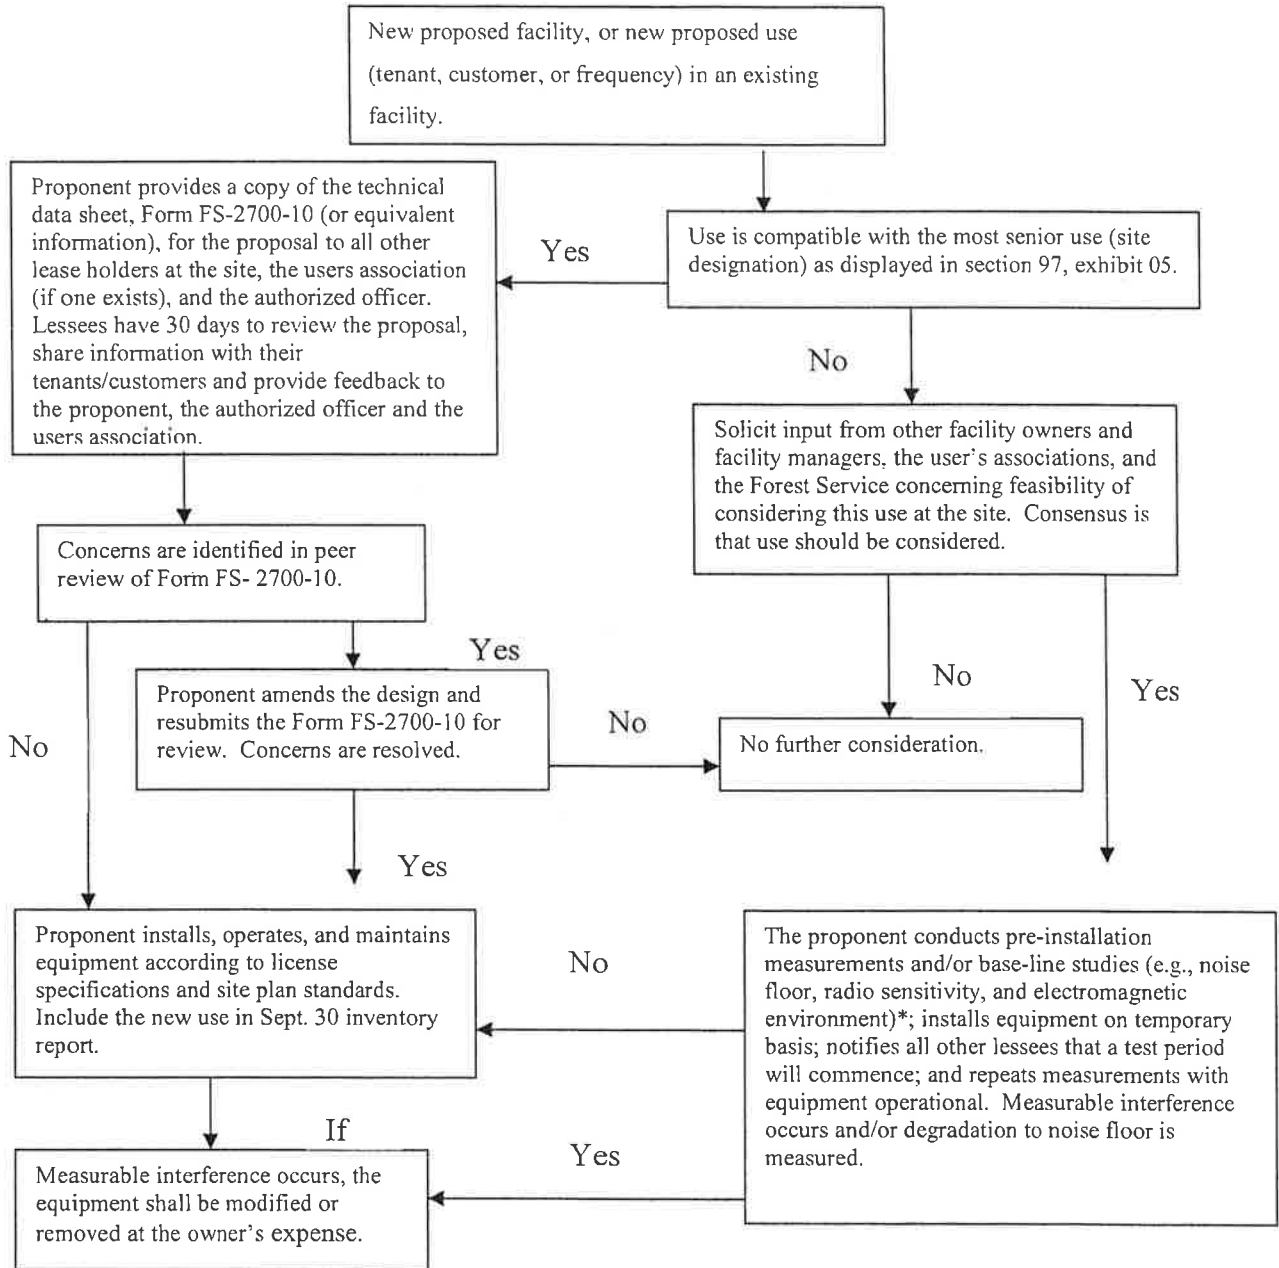 New proposed facility, or new proposed use
(tenant, customer, or frequency) in an existing
facility.
Proponent provides a copy of the technical
data sheet, Form FS-2700-10 (or equivalent
information), for the proposal to all other
lease holders at the site, the users association
(if one exists), and the authorized officer.
Lessees have 30 days to review the proposal,
share information with their
tenants/customers and provide feedback to
the proponent, the authorized officer and the
users association.
Yes
Use is compatible with the most senior use (site
designation) as displayed in section 97, exhibit 05.
No
Solicit input from other facility owners and
facility managers, the user's associations, and
the Forest Service concerning feasibility of
considering this use at the site.  Consensus is
that use should be considered.
Concerns are identified in peer
review of Form FS- 2700-10.
Yes
No
Yes
Proponent amends the design and
resubmits the Form FS-2700-10 for
review.  Concerns are resolved.
No
No further consideration.
No
Yes
Proponent installs, operates, and maintains
equipment according to license
specifications and site plan standards.
Include the new use in Sept. 30 inventory
report.
No
The proponent conducts pre-installation
measurements and/or base-line studies (e.g., noise
floor, radio sensitivity, and electromagnetic
environment)*; installs equipment on temporary
basis; notifies all other lessees that a test period
will commence; and repeats measurements with
equipment operational.  Measurable interference
occurs and/or degradation to noise floor is
measured.
If
Yes
Measurable interference occurs, the
equipment shall be modified or
removed at the owner's expense.